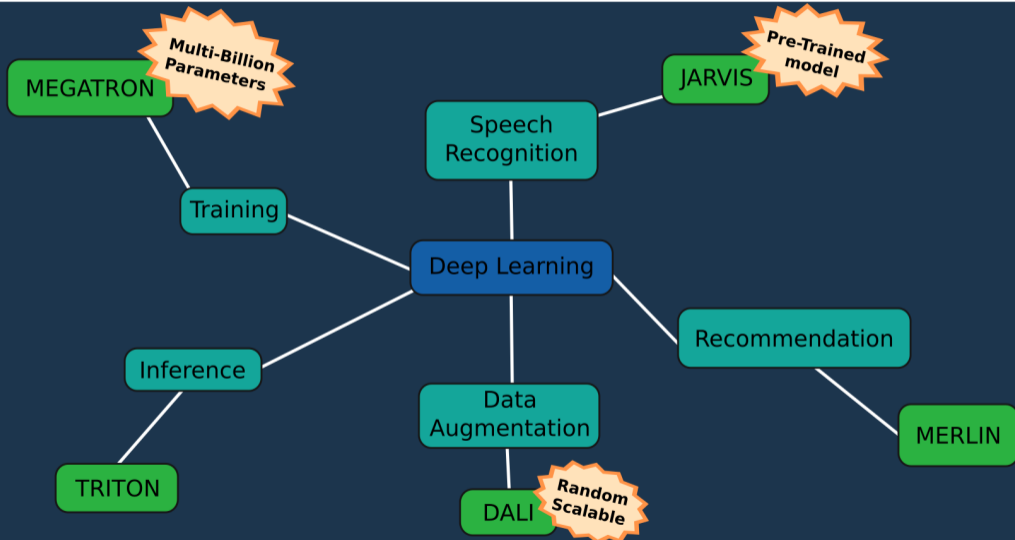 MEGATRON
Multi-Billion
Parameters
JARVIS
Pre-Trained
model
Speech
Recognition
Training
Deep Learning
Recommendation
Inference
Data
Augmentation
MERLIN
TRITON
DALI
Random
Scalable